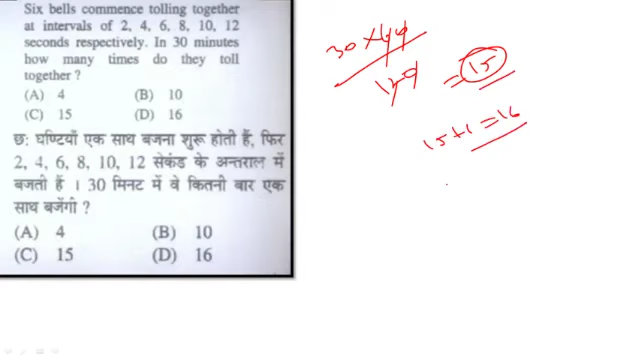 Six bells commence tolling together
at intervals of 2, 4, 6, 8, 10, 12
seconds respectively. In 30 minutes
how many times do they toll
together ?
(A) 4 (B) 10
(C) 15 (D) 16
छ: घण्टियाँ एक साथ बजना शुरू होती हैं, फिर
2, 4, 6, 8, 10, 12 सेकंड के अन्तराल में
बजती हैं । 30 मिनट में वे कितनी बार एक
साथ बजेंगी ?
(A) 4 (B) 10
(C) 15 (D) 16
30 × 60
120
= 15
15 + 1 = 16